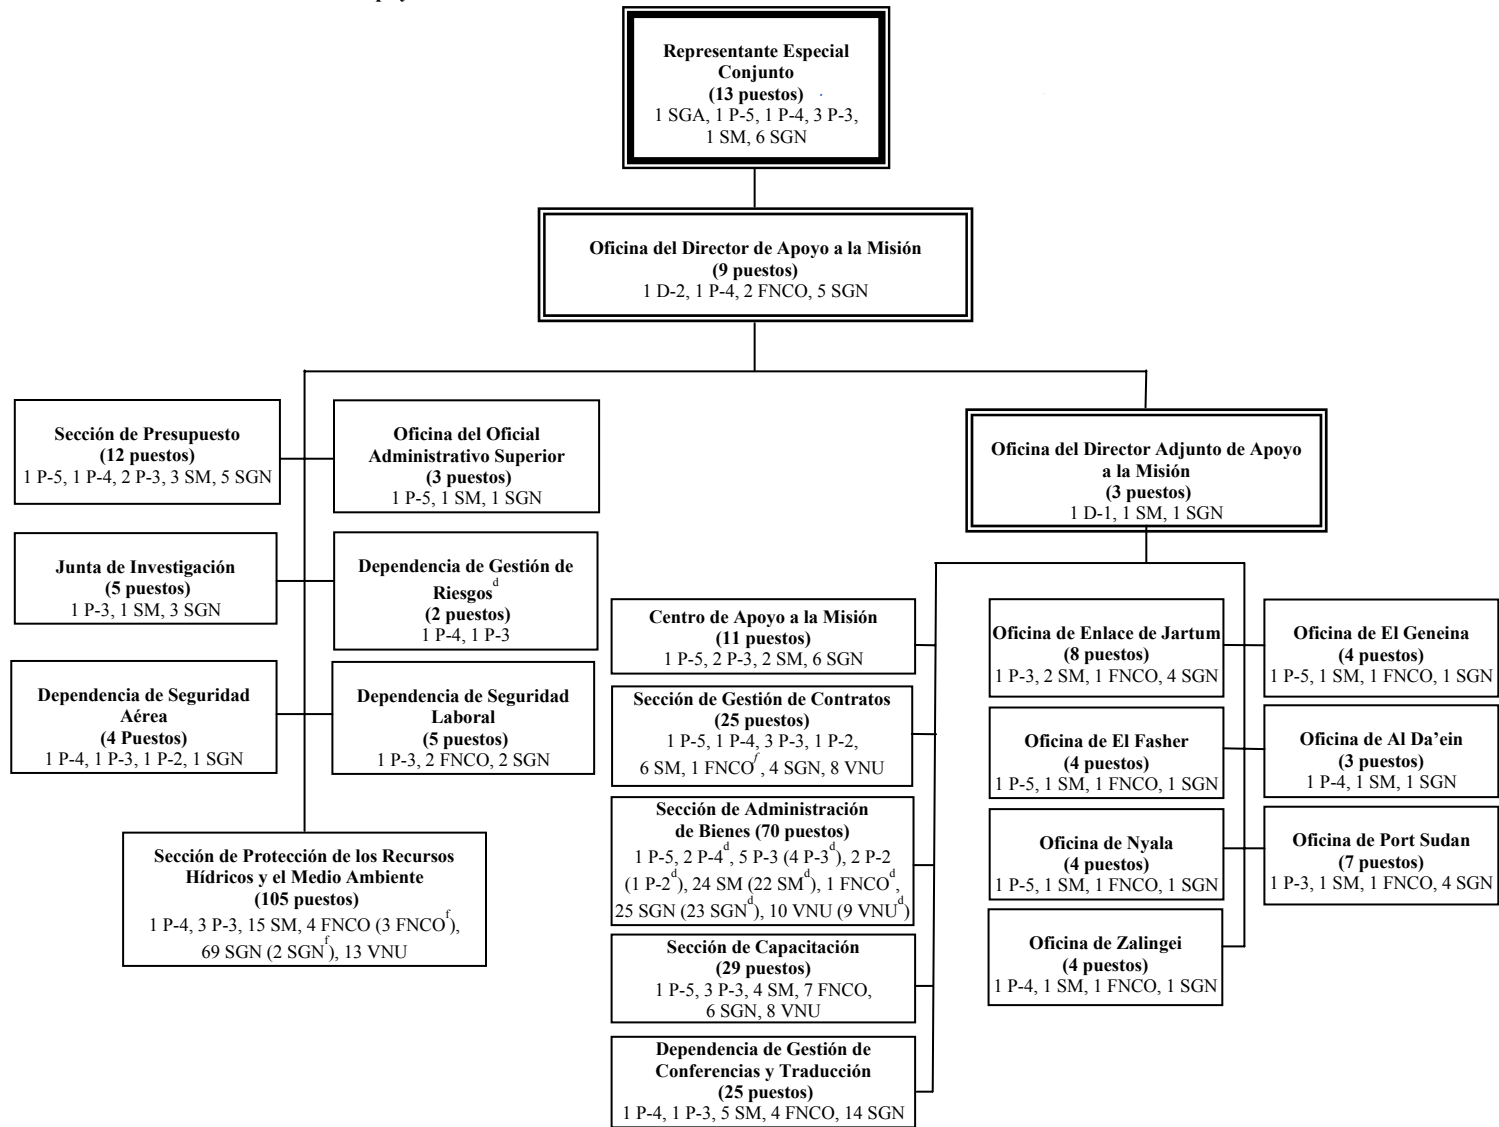 Representante Especial
Conjunto
(13 puestos)
1 SGA, 1 P-5, 1 P-4, 3 P-3,
1 SM, 6 SGN
Oficina del Director de Apoyo a la Misión
(9 puestos)
1 D-2, 1 P-4, 2 FNCO, 5 SGN
Sección de Presupuesto
(12 puestos)
1 P-5, 1 P-4, 2 P-3, 3 SM, 5 SGN
Oficina del Oficial
Administrativo Superior
(3 puestos)
1 P-5, 1 SM, 1 SGN
Junta de Investigación
(5 puestos)
1 P-3, 1 SM, 3 SGN
Dependencia de Gestión de
Riesgos d
(2 puestos)
1 P-4, 1 P-3
Dependencia de Seguridad
Aérea
(4 Puestos)
1 P-4, 1 P-3, 1 P-2, 1 SGN
Dependencia de Seguridad
Laboral
(5 puestos)
1 P-3, 2 FNCO, 2 SGN
Sección de Protección de los Recursos
Hídricos y el Medio Ambiente
(105 puestos)
1 P-4, 3 P-3, 15 SM, 4 FNCO (3 FNCO f),
69 SGN (2 SGN f), 13 VNU
Oficina del Director Adjunto de Apoyo
a la Misión
(3 puestos)
1 D-1, 1 SM, 1 SGN
Centro de Apoyo a la Misión
(11 puestos)
1 P-5, 2 P-3, 2 SM, 6 SGN
Sección de Gestión de Contratos
(25 puestos)
1 P-5, 1 P-4, 3 P-3, 1 P-2,
6 SM, 1 FNCO f, 4 SGN, 8 VNU
Sección de Administración
de Bienes (70 puestos)
1 P-5, 2 P-4 d, 5 P-3 (4 P-3 d), 2 P-2
(1 P-2 d), 24 SM (22 SM d), 1 FNCO d,
25 SGN (23 SGN d), 10 VNU (9 VNU d)
Sección de Capacitación
(29 puestos)
1 P-5, 3 P-3, 4 SM, 7 FNCO,
6 SGN, 8 VNU
Dependencia de Gestión de
Conferencias y Traducción
(25 puestos)
1 P-4, 1 P-3, 5 SM, 4 FNCO, 14 SGN
Oficina de Enlace de Jartum
(8 puestos)
1 P-3, 2 SM, 1 FNCO, 4 SGN
Oficina de El Geneina
(4 puestos)
1 P-5, 1 SM, 1 FNCO, 1 SGN
Oficina de El Fasher
(4 puestos)
1 P-5, 1 SM, 1 FNCO, 1 SGN
Oficina de Al Da’ein
(3 puestos)
1 P-4, 1 SM, 1 SGN
Oficina de Nyala
(4 puestos)
1 P-5, 1 SM, 1 FNCO, 1 SGN
Oficina de Port Sudan
(7 puestos)
1 P-3, 1 SM, 1 FNCO, 4 SGN
Oficina de Zalingei
(4 puestos)
1 P-4, 1 SM, 1 FNCO, 1 SGN